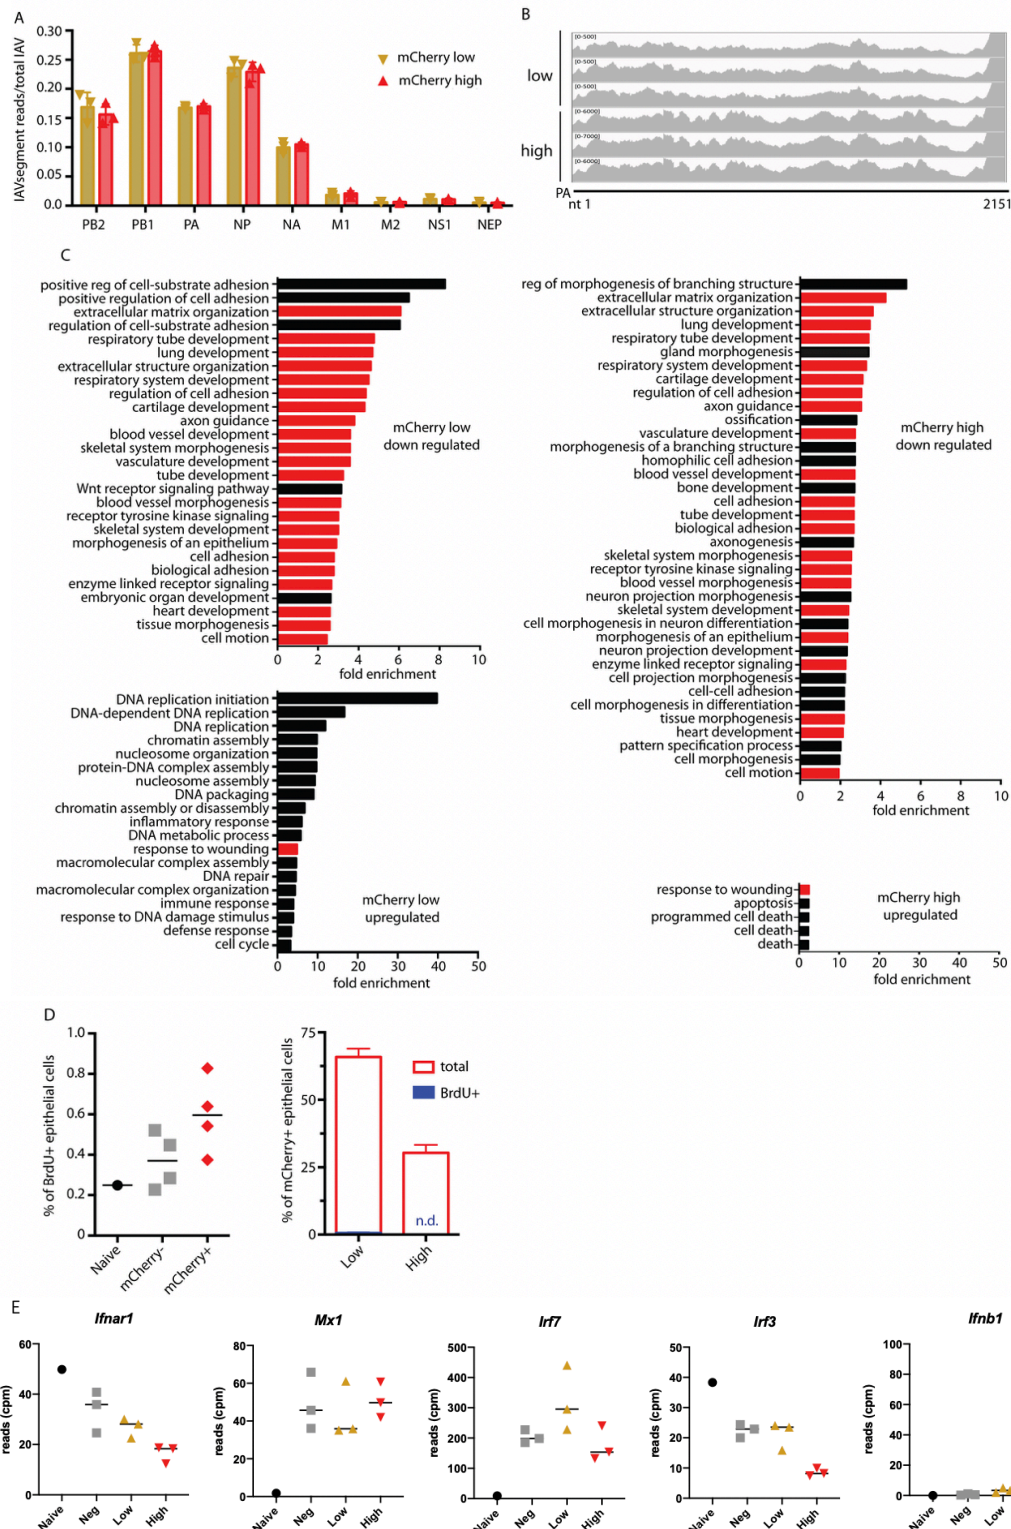 A
IAVsegment reads/total IAV
0.30
0.25
0.20
0.15
0.10
0.05
0.0
mCherry low
mCherry high
PB2 PB1 PA NP NA M1 M2 NS1 NEP
B
low
high
[0-500]
[0-500]
[0-500]
[0-6000]
[0-7000]
[0-6000]
PA
nt 1 2151
C
positive reg of cell-substrate adhesion
positive regulation of cell adhesion
extracellular matrix organization
regulation of cell-substrate adhesion
respiratory tube development
lung development
extracellular structure organization
respiratory system development
regulation of cell adhesion
cartilage development
axon guidance
blood vessel development
skeletal system morphogenesis
vasculature development
tube development
Wnt receptor signaling pathway
blood vessel morphogenesis
receptor tyrosine kinase signaling
skeletal system development
morphogenesis of an epithelium
cell adhesion
biological adhesion
enzyme linked receptor signaling
embryonic organ development
heart development
tissue morphogenesis
cell motion
mCherry low
down regulated
0 2 4 6 8 10
fold enrichment
reg of morphogenesis of branching structure
extracellular matrix organization
extracellular structure organization
lung development
respiratory tube development
gland morphogenesis
respiratory system development
cartilage development
regulation of cell adhesion
axon guidance
ossification
vasculature development
morphogenesis of a branching structure
homophilic cell adhesion
blood vessel development
bone development
cell adhesion
tube development
biological adhesion
axonogenesis
skeletal system morphogenesis
receptor tyrosine kinase signaling
blood vessel morphogenesis
neuron projection morphogenesis
skeletal system development
cell morphogenesis in neuron differentiation
morphogenesis of an epithelium
neuron projection development
enzyme linked receptor signaling
cell projection morphogenesis
cell-cell adhesion
cell morphogenesis in differentiation
tissue morphogenesis
heart development
pattern specification process
cell morphogenesis
cell motion
mCherry high
down regulated
0 2 4 6 8 10
fold enrichment
DNA replication initiation
DNA-dependent DNA replication
DNA replication
chromatin assembly
nucleosome organization
protein-DNA complex assembly
nucleosome assembly
DNA packaging
chromatin assembly or disassembly
inflammatory response
DNA metabolic process
response to wounding
macromolecular complex assembly
DNA repair
macromolecular complex organization
immune response
response to DNA damage stimulus
defense response
cell cycle
mCherry low
upregulated
0 10 20 30 40 50
fold enrichment
response to wounding
apoptosis
programmed cell death
cell death
death
mCherry high
upregulated
0 10 20 30 40 50
fold enrichment
D
% of BrdU+ epithelial cells
1.0
0.8
0.6
0.4
0.2
0
Naive mCherry- mCherry+
% of mCherry+ epithelial cells
75
50
25
0
total
BrdU+
n.d.
Low High
E
Ifnar1
reads (cpm)
60
40
20
0
Naive Neg Low High
Mx1
reads (cpm)
80
60
40
20
0
Naive Neg Low High
Irf7
reads (cpm)
500
400
300
200
100
0
Naive Neg Low High
Irf3
reads (cpm)
50
40
30
20
10
0
Naive Neg Low High
Ifnb1
reads (cpm)
100
80
60
40
20
0
Naive Neg Low